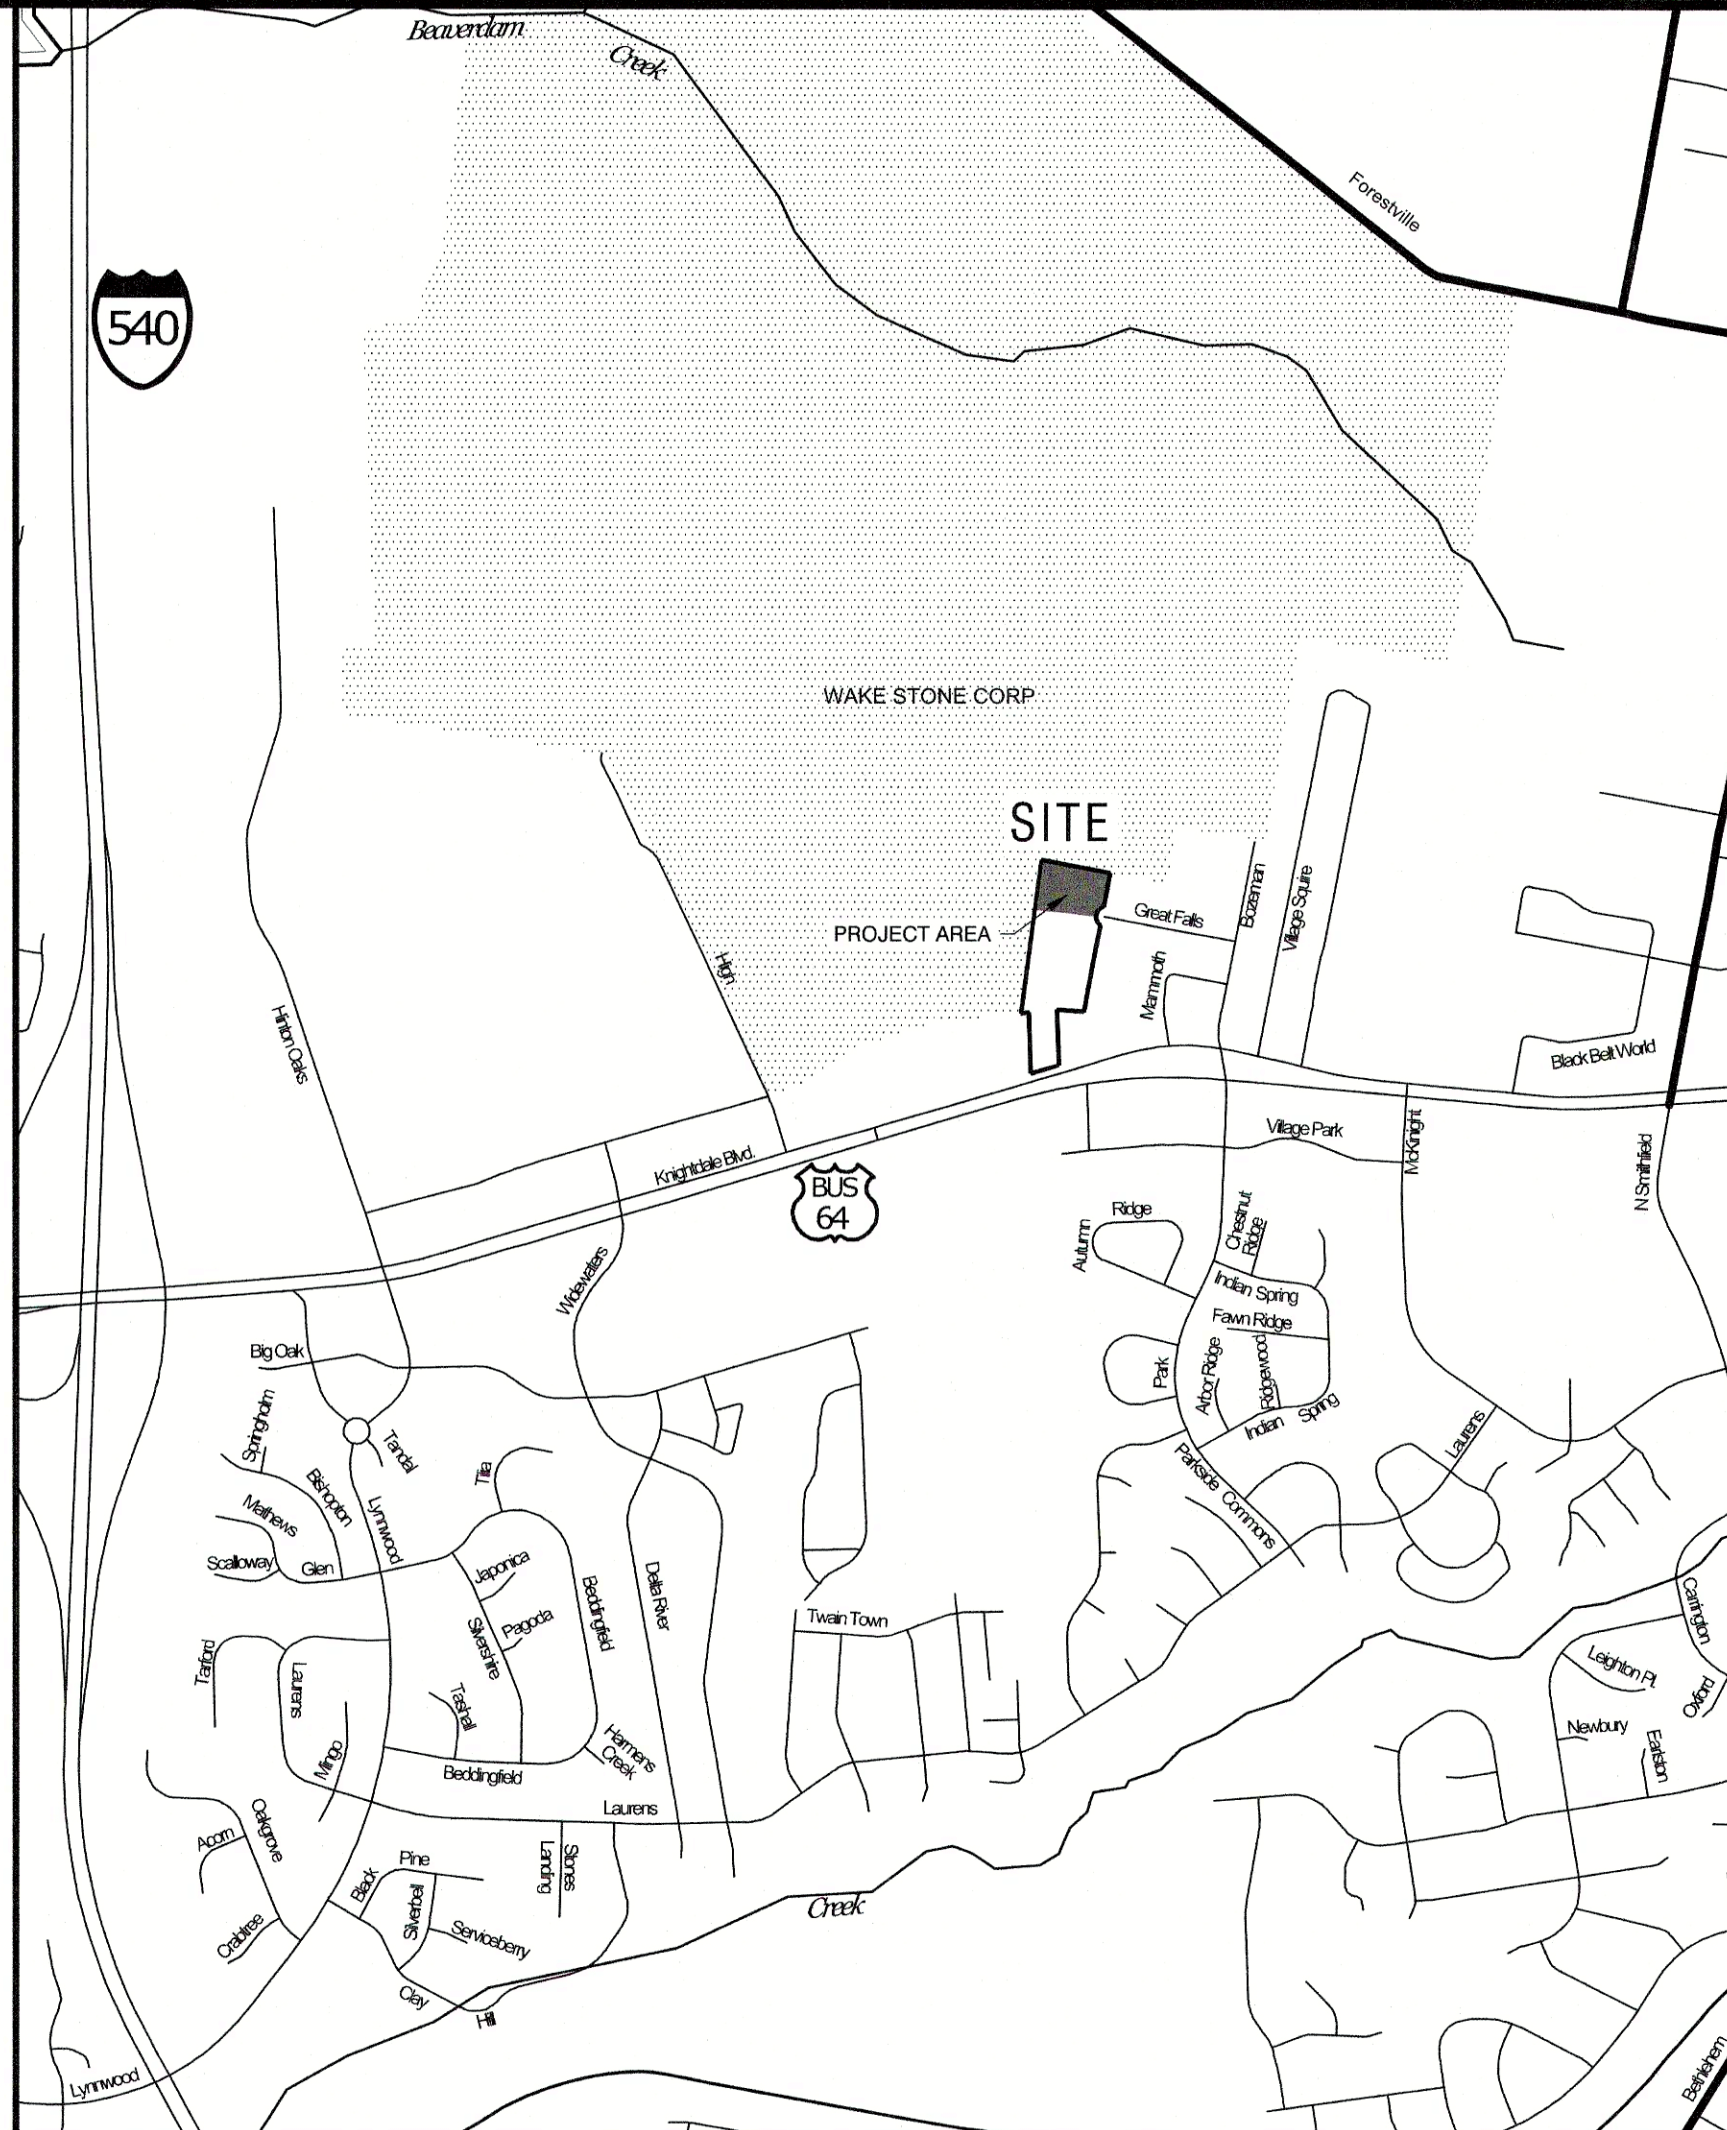 Beaverdam
Creek
Forestville
540
WAKE STONE CORP
SITE
PROJECT AREA
Great Falls
Bozeman
Village Squire
Mammoth
High
Hinton Oaks
Black Belt World
Knightdale Blvd.
BUS
64
Village Park
McKnight
N Smithfield
Widewaters
Autumn
Ridge
Chestnut
Ridge
Indian Spring
Fawn Ridge
Park
Arbor Ridge
Ridgewood
Indian Spring
Big Oak
Springholm
Tandal
Bishopton
Mathews
Lynnwood
Tilia
Scalloway
Glen
Japonica
Silvershire
Pagoda
Beddingfield
Delta River
Parkside Commons
Laurens
Twain Town
Carrington
Leighton Pl.
Oxford
Tarford
Laurens
Tashall
Mingo
Harmens
Creek
Beddingfield
Newbury
Earlston
Laurens
Acorn
Oakgrove
Black
Pine
Silverbell
Stones
Landing
Crabtree
Serviceberry
Creek
Clay
Hill
Lynnwood
Bethlehem